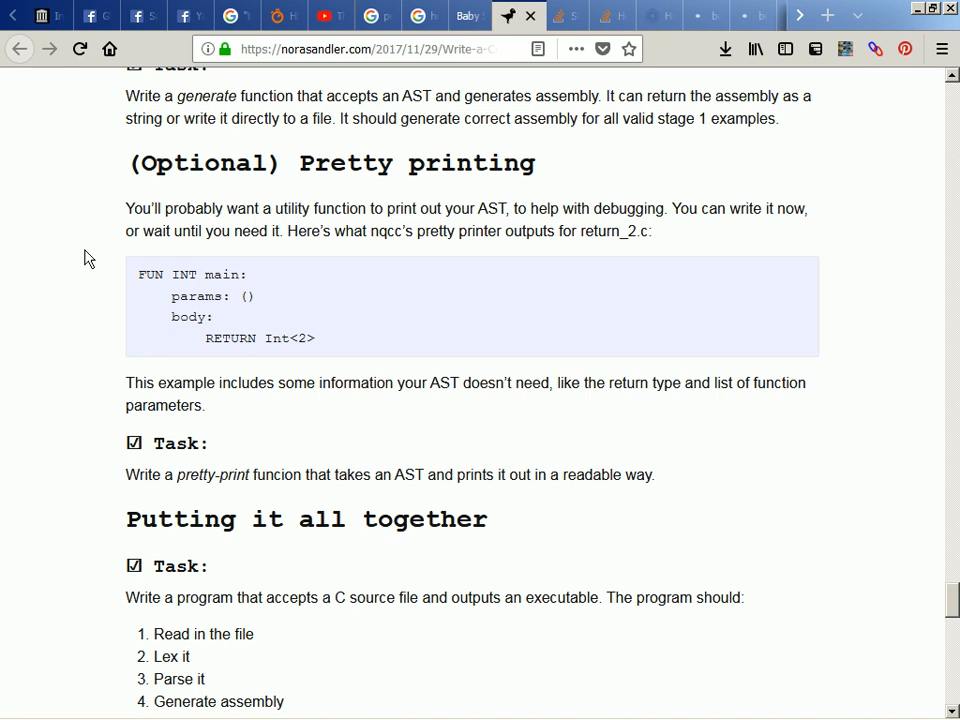 In
G
S
Y
"
H
T
p
h
Baby
S
H
H
b
b
https://norasandler.com/2017/11/29/Write-a-C
Task:
Write a generate function that accepts an AST and generates assembly. It can return the assembly as a
string or write it directly to a file. It should generate correct assembly for all valid stage 1 examples.
(Optional) Pretty printing
You'll probably want a utility function to print out your AST, to help with debugging. You can write it now,
or wait until you need it. Here's what nqcc's pretty printer outputs for return_2.c:
FUN INT main:
params: ()
body:
RETURN Int<2>
This example includes some information your AST doesn't need, like the return type and list of function
parameters.
☑ Task:
Write a pretty-print funcion that takes an AST and prints it out in a readable way.
Putting it all together
☑ Task:
Write a program that accepts a C source file and outputs an executable. The program should:
1. Read in the file
2. Lex it
3. Parse it
4. Generate assembly